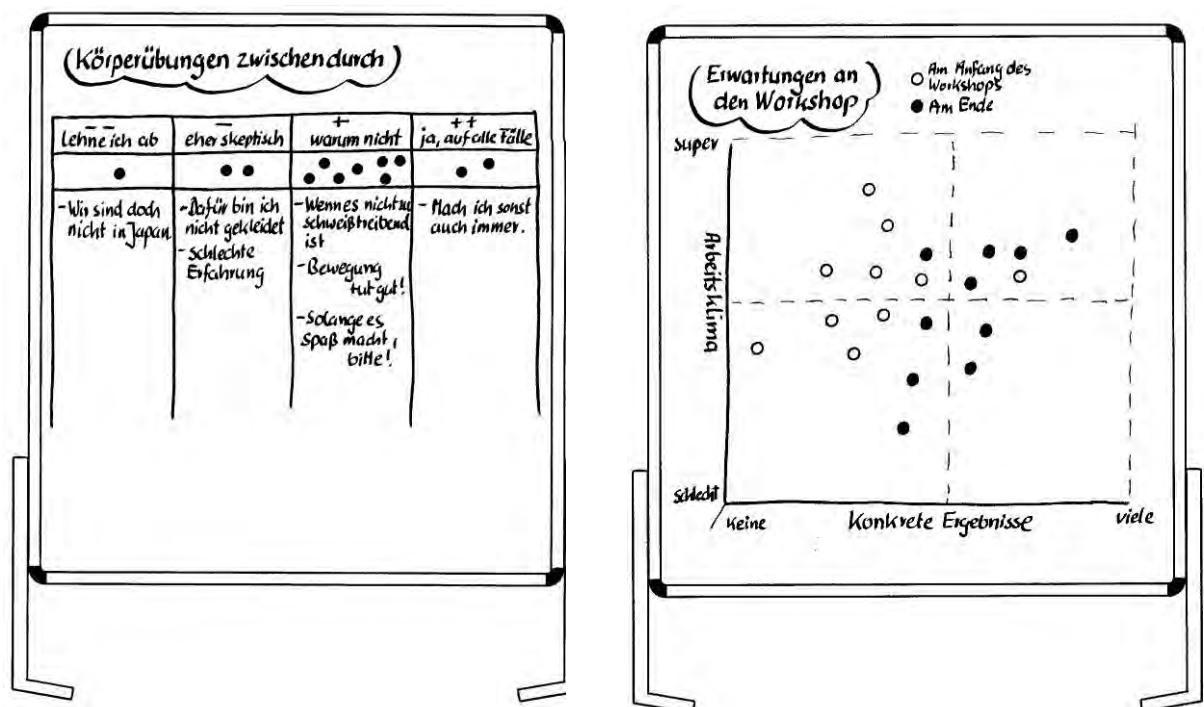 Körperübungen zwischendurch
– –
lehne ich ab
–
eher skeptisch
+
warum nicht
+ +
ja, auf alle Fälle
- Wir sind doch
nicht in Japan
- Dafür bin ich
nicht gekleidet
- Schlechte
Erfahrung
- Wenn es nicht zu
schweißtreibend
ist
- Bewegung
tut gut!
- Solange es
Spaß macht,
bitte!
- Mach ich sonst
auch immer.
Erwartungen an
den Workshop
Am Anfang des
Workshops
Am Ende
super
Arbeitsklima
schlecht
Keine
Konkrete Ergebnisse
viele